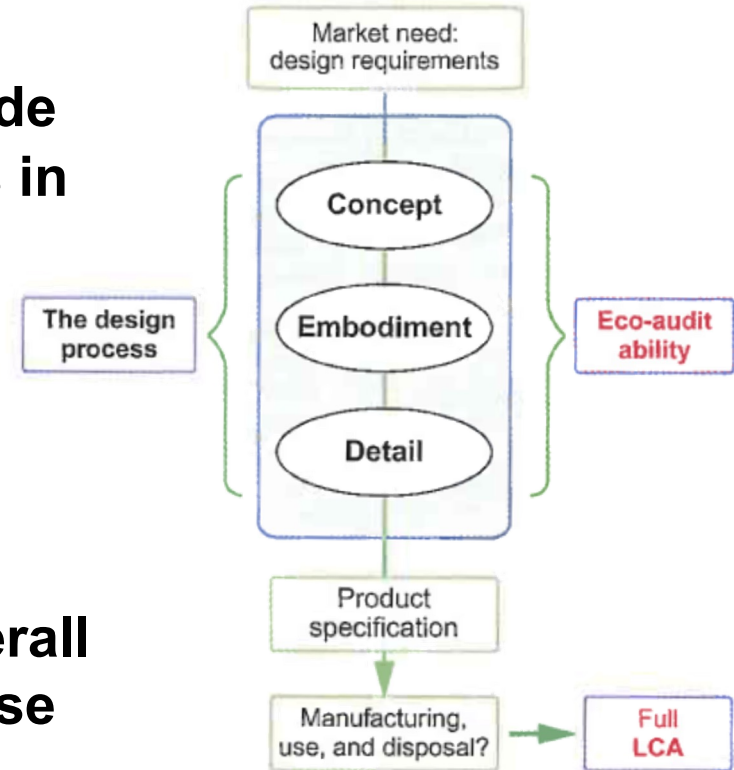 Market need:
design requirements
de
in
Concept
The design
process
Embodiment
Eco-audit
ability
Detail
Product
specification
erall
se
Manufacturing,
use, and disposal?
Full
LCA